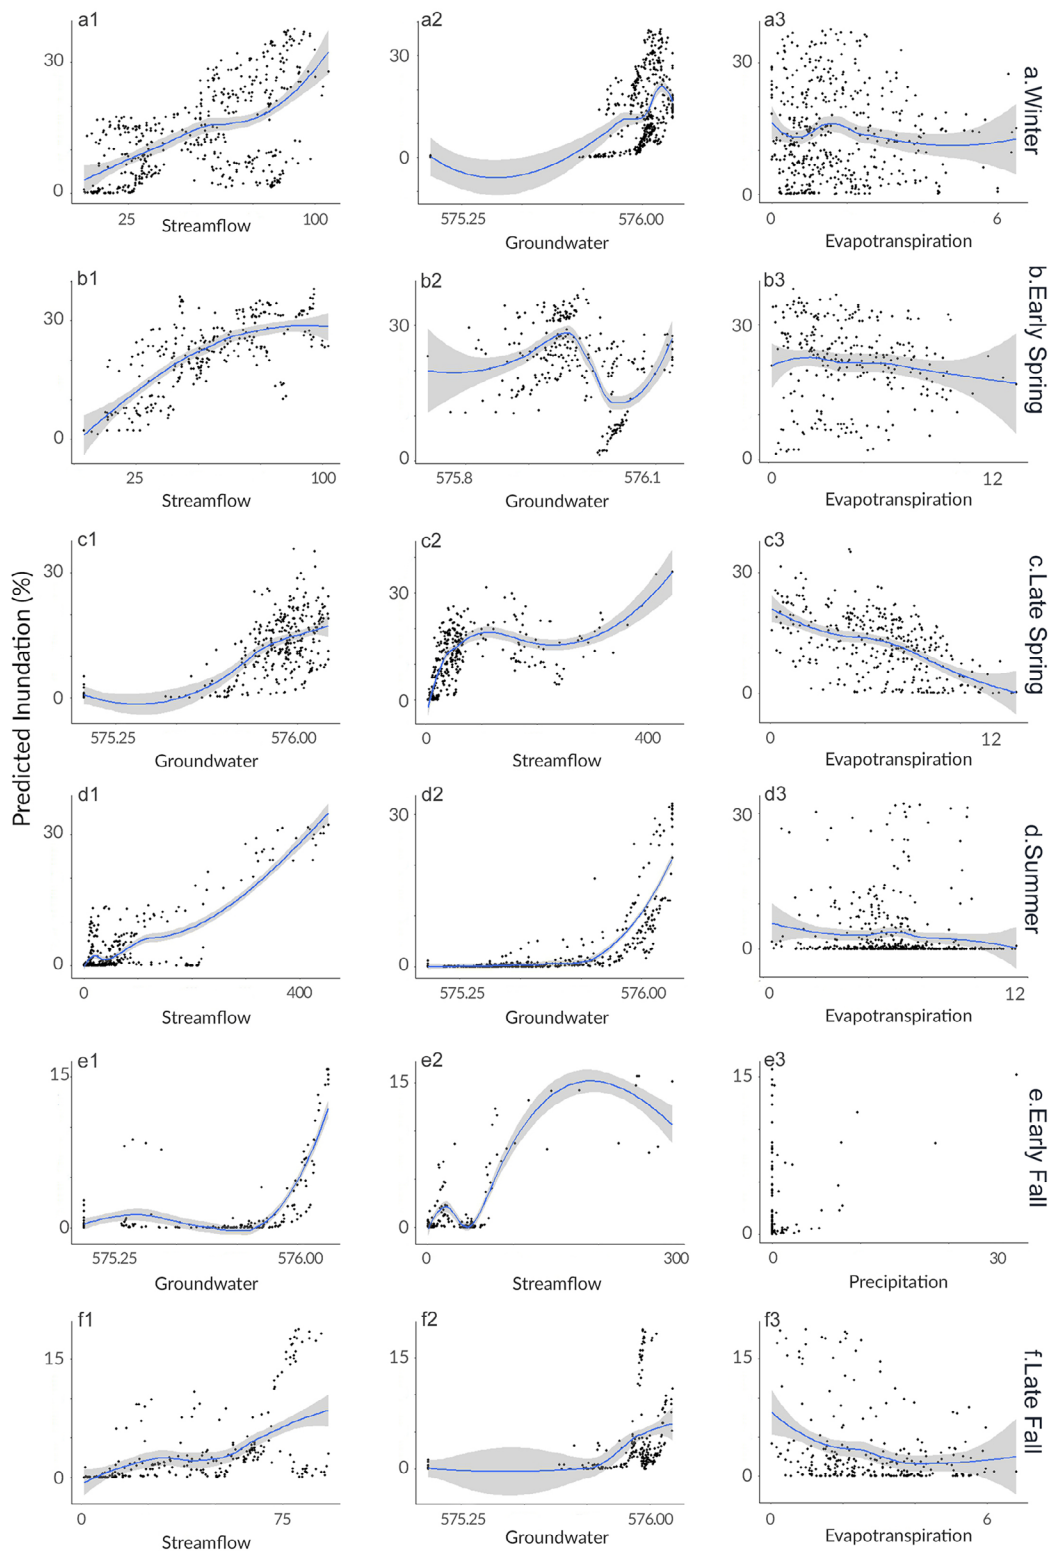 a1
a2
a3
30
30
30
0
0
0
25
100
575.25
576.00
0
6
Streamflow
Groundwater
Evapotranspiration
a.Winter
b1
b2
b3
30
30
30
0
0
0
25
100
575.8
576.1
0
12
Streamflow
Groundwater
Evapotranspiration
b.Early Spring
Predicted Inundation (%)
c1
c2
c3
30
30
30
0
0
0
575.25
576.00
0
400
0
12
Groundwater
Streamflow
Evapotranspiration
c.Late Spring
d1
d2
d3
30
30
30
0
0
0
0
400
575.25
576.00
0
12
Streamflow
Groundwater
Evapotranspiration
d.Summer
e1
e2
e3
15
15
15
0
0
0
575.25
576.00
0
300
0
30
Groundwater
Streamflow
Precipitation
e.Early Fall
f1
f2
f3
15
15
15
0
0
0
0
75
575.25
576.00
0
6
Streamflow
Groundwater
Evapotranspiration
f.Late Fall